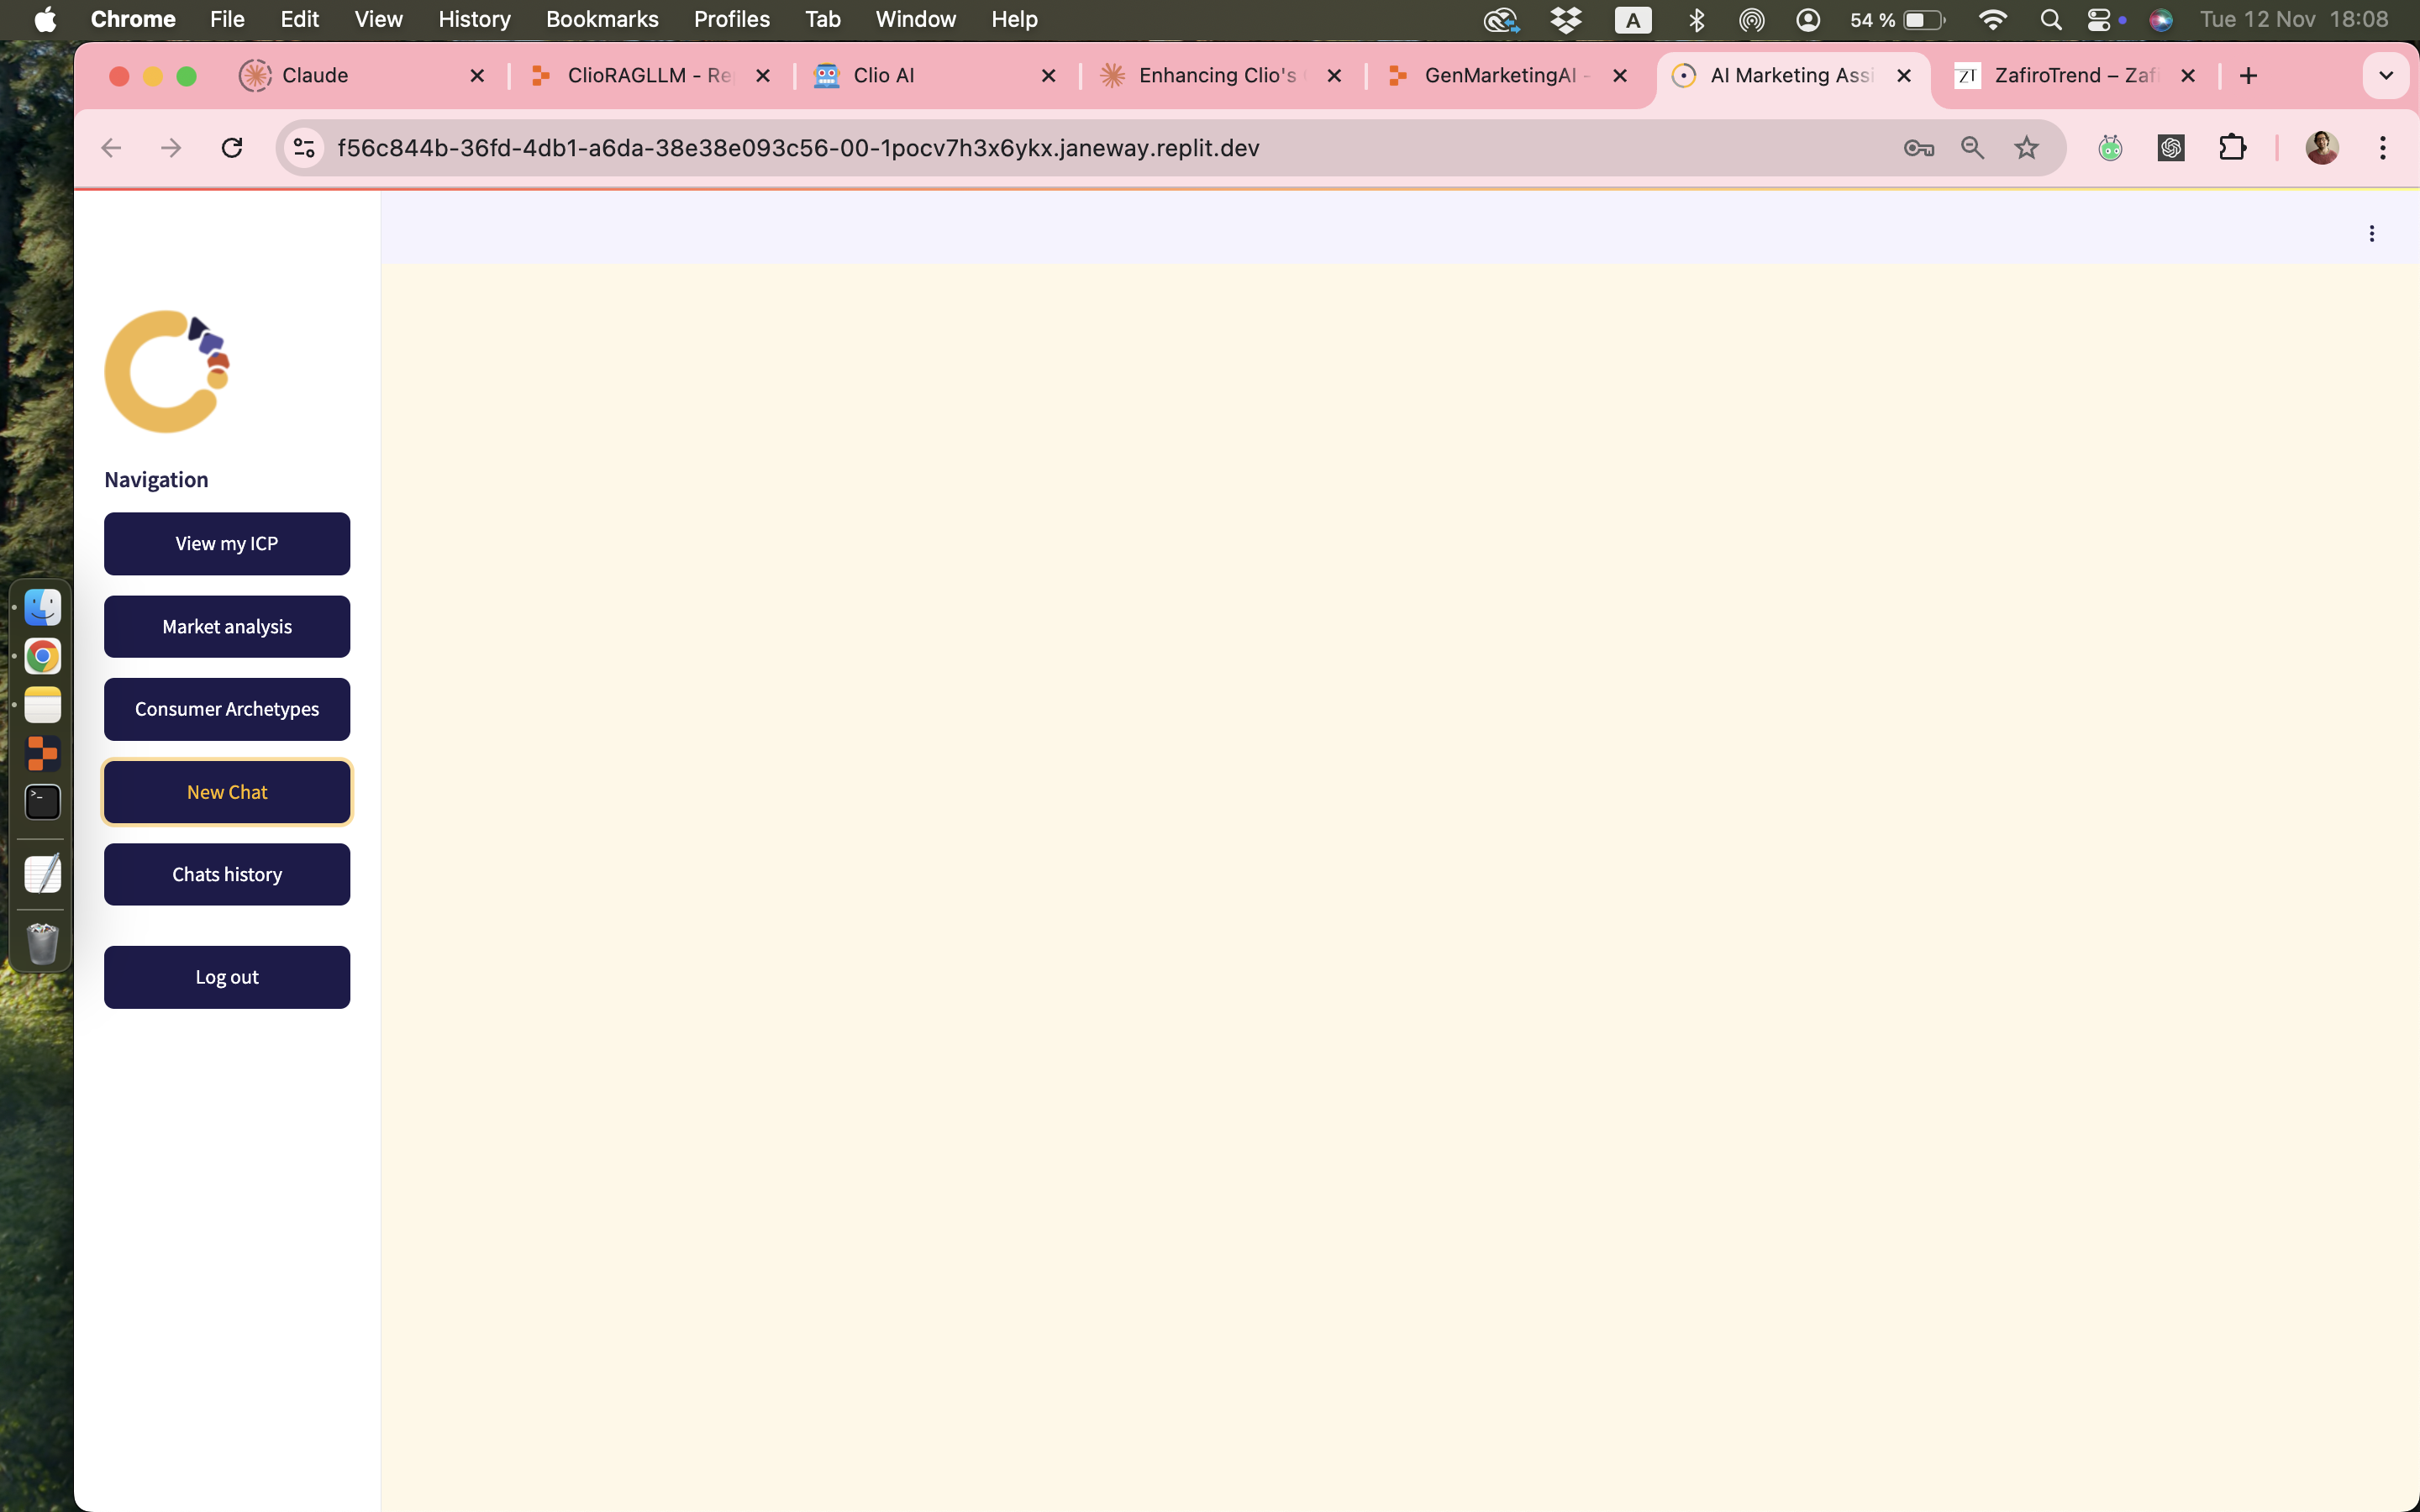 Chrome File Edit View History Bookmarks Profiles Tab Window Help A 54 % Tue 12 Nov 18:08
Claude ClioRAGLLM - Re Clio AI Enhancing Clio's GenMarketingAI - AI Marketing Assi ZT ZafiroTrend – Zaf
f56c844b-36fd-4db1-a6da-38e38e093c56-00-1pocv7h3x6ykx.janeway.replit.dev
Navigation
View my ICP
Market analysis
Consumer Archetypes
New Chat
Chats history
Log out